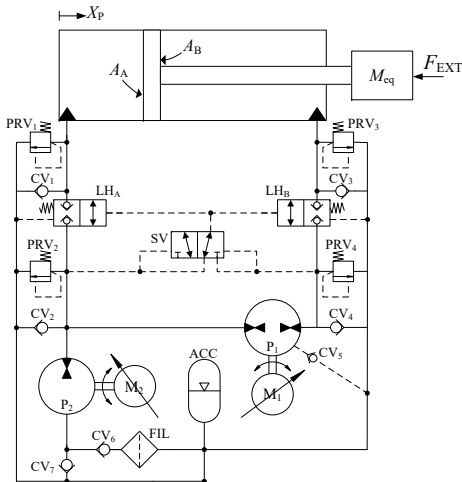 X_P
A_B
A_A
M_eq
F_EXT
PRV_1
PRV_3
CV_1
CV_3
LH_A
LH_B
SV
PRV_2
PRV_4
CV_2
P_1
CV_4
CV_5
ACC
P_2
M_2
M_1
CV_6
FIL
CV_7